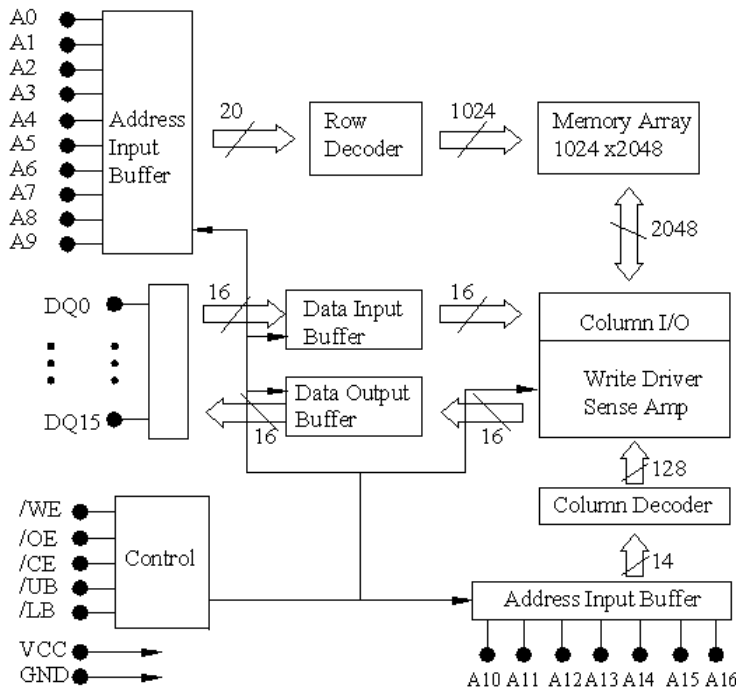 A0
A1
A2
A3
A4
A5
A6
A7
A8
A9
Address
Input
Buffer
20
Row
Decoder
1024
Memory Array
1024 x2048
2048
DQ0
DQ15
16
Data Input
Buffer
16
Column I/O
Data Output
Buffer
16
16
Write Driver
Sense Amp
128
Column Decoder
14
Address Input Buffer
/WE
/OE
/CE
/UB
/LB
Control
VCC
GND
A10 A11 A12 A13 A14 A15 A16